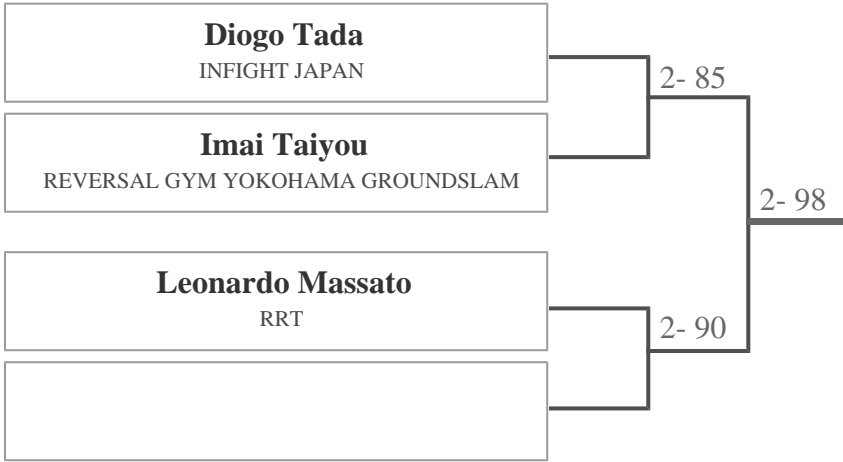 Diogo Tada
INFIGHT JAPAN
2- 85
Imai Taiyou
REVERSAL GYM YOKOHAMA GROUNDSLAM
2- 98
Leonardo Massato
RRT
2- 90